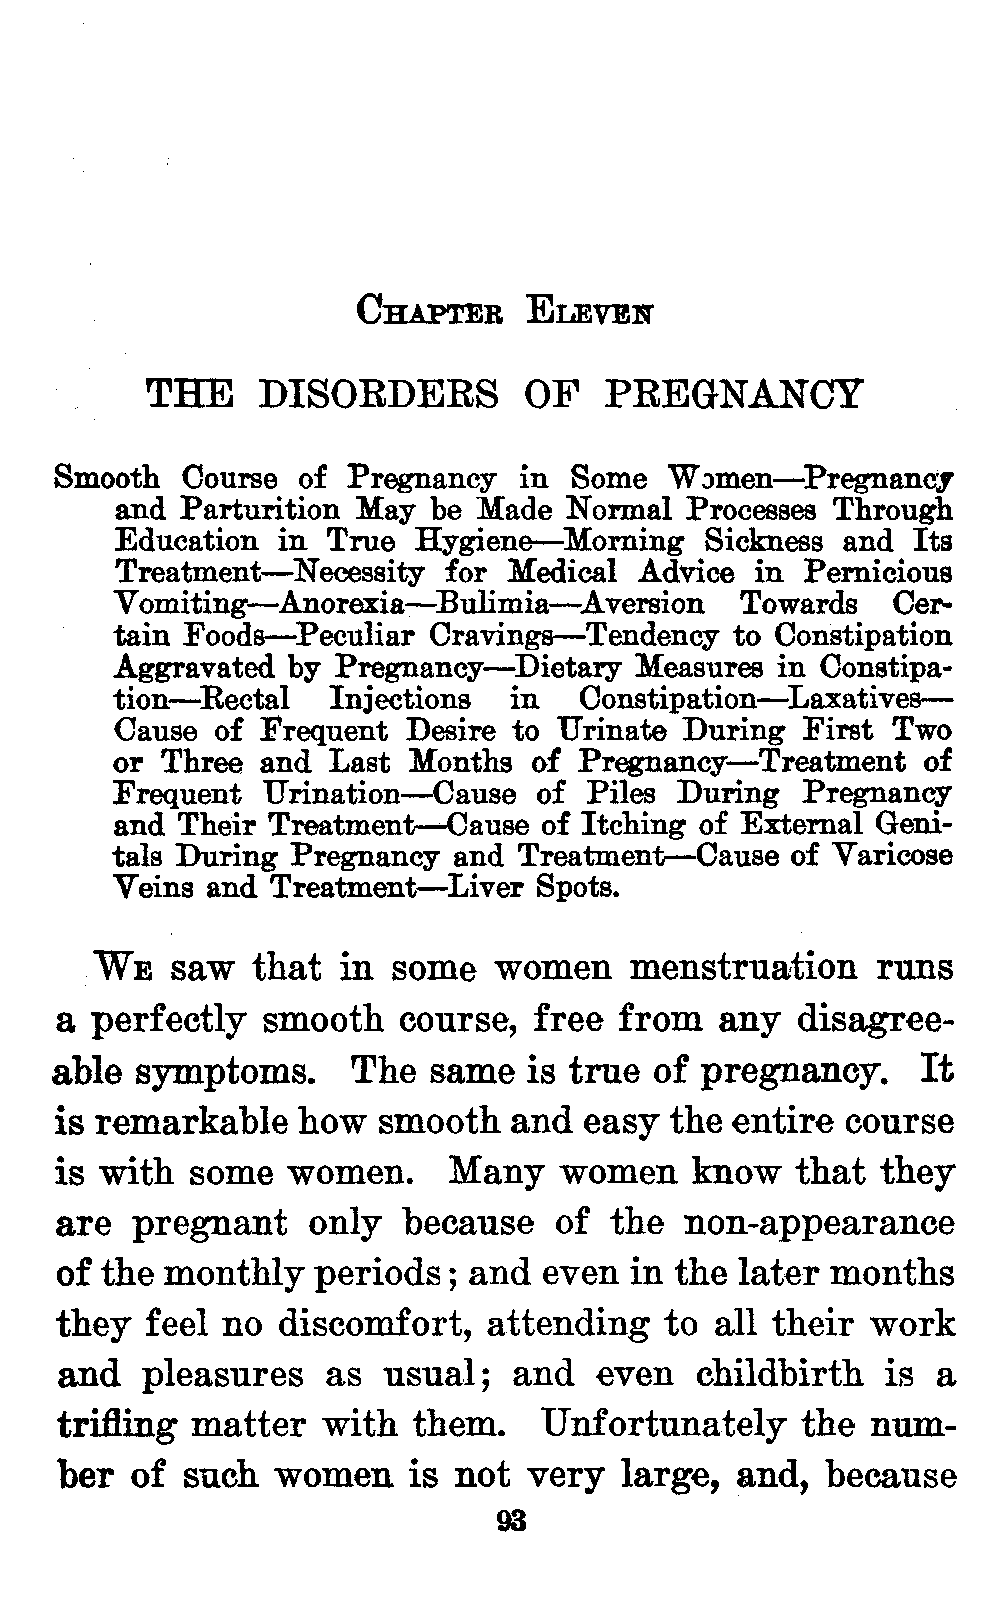 CHAPTER ELEVEN
THE DISORDERS OF PREGNANCY
Smooth Course of Pregnancy in Some Women—Pregnancy
and Parturition May be Made Normal Processes Through
Education in True Hygiene—Morning Sickness and Its
Treatment—Necessity for Medical Advice in Pernicious
Vomiting—Anorexia—Bulimia—Aversion Towards Cer-
tain Foods—Peculiar Cravings—Tendency to Constipation
Aggravated by Pregnancy—Dietary Measures in Constipa-
tion—Rectal Injections in Constipation—Laxatives—
Cause of Frequent Desire to Urinate During First Two
or Three and Last Months of Pregnancy—Treatment of
Frequent Urination—Cause of Piles During Pregnancy
and Their Treatment—Cause of Itching of External Geni-
tals During Pregnancy and Treatment—Cause of Varicose
Veins and Treatment—Liver Spots.
WE saw that in some women menstruation runs
a perfectly smooth course, free from any disagree-
able symptoms. The same is true of pregnancy. It
is remarkable how smooth and easy the entire course
is with some women. Many women know that they
are pregnant only because of the non-appearance
of the monthly periods; and even in the later months
they feel no discomfort, attending to all their work
and pleasures as usual; and even childbirth is a
trifling matter with them. Unfortunately the num-
ber of such women is not very large, and, because
93